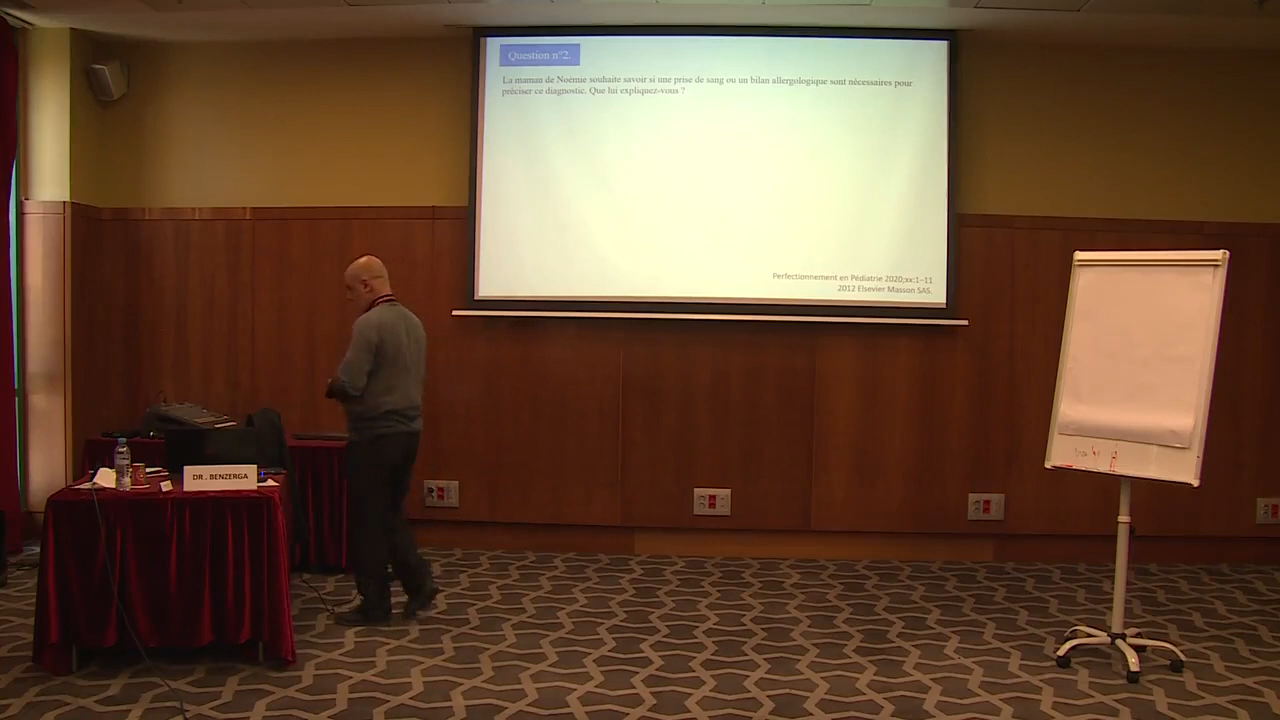 Question n°2.
La maman de Noémie souhaite savoir si une prise de sang ou un bilan allergologique sont nécessaires pour
préciser ce diagnostic. Que lui expliquez-vous ?
Perfectionnement en Pédiatrie 2020;xx:1–11
2012 Elsevier Masson SAS.
DR . BENZERGA